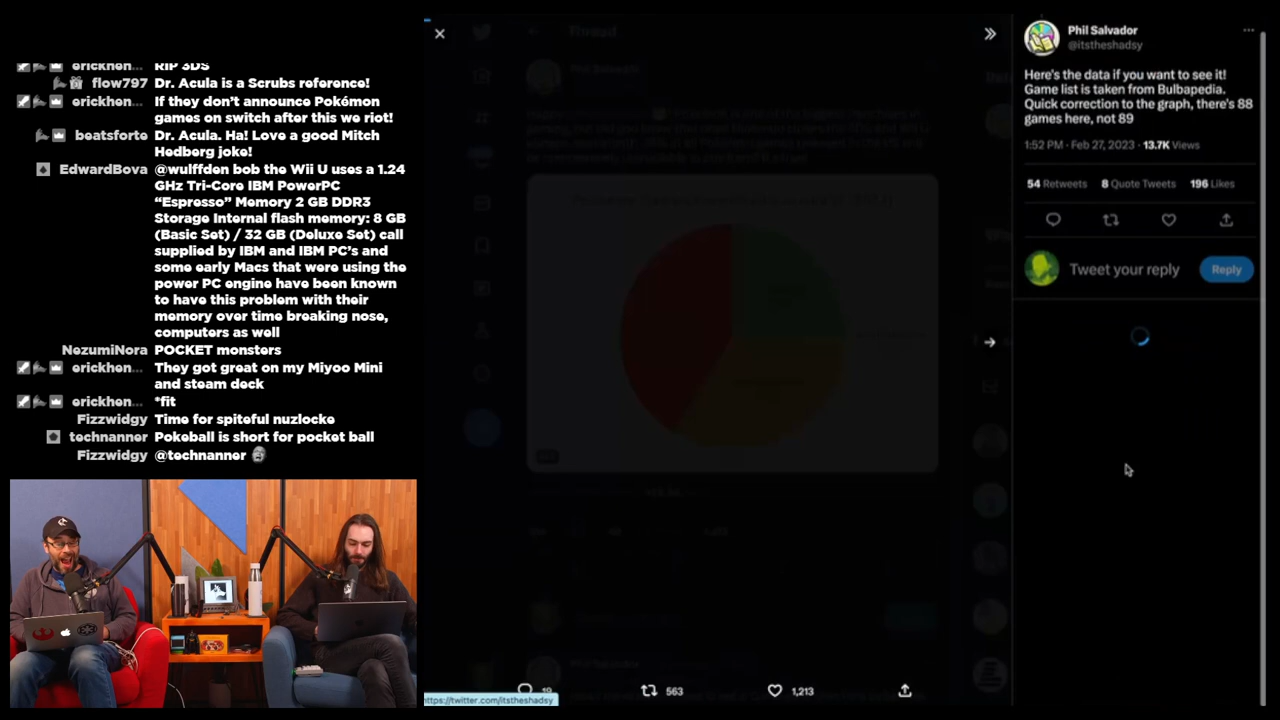 erickhen... RIP 3DS
flow797 Dr. Acula is a Scrubs reference!
erickhen... If they don't announce Pokémon
games on switch after this we riot!
beatsforte Dr. Acula. Ha! Love a good Mitch
Hedberg joke!
EdwardBova @wulffden bob the Wii U uses a 1.24
GHz Tri-Core IBM PowerPC
“Espresso” Memory 2 GB DDR3
Storage Internal flash memory: 8 GB
(Basic Set) / 32 GB (Deluxe Set) call
supplied by IBM and IBM PC's and
some early Macs that were using the
power PC engine have been known
to have this problem with their
memory over time breaking nose,
computers as well
NezumiNora POCKET monsters
erickhen... They got great on my Miyoo Mini
and steam deck
erickhen... *fit
Fizzwidgy Time for spiteful nuzlocke
technanner Pokeball is short for pocket ball
Fizzwidgy @technanner
Thread
19
563
1,213
https://twitter.com/itstheshadsy
Phil Salvador
@itstheshadsy
Here's the data if you want to see it!
Game list is taken from Bulbapedia.
Quick correction to the graph, there's 88
games here, not 89
1:52 PM · Feb 27, 2023 · 13.7K Views
54 Retweets 8 Quote Tweets 196 Likes
Tweet your reply
Reply